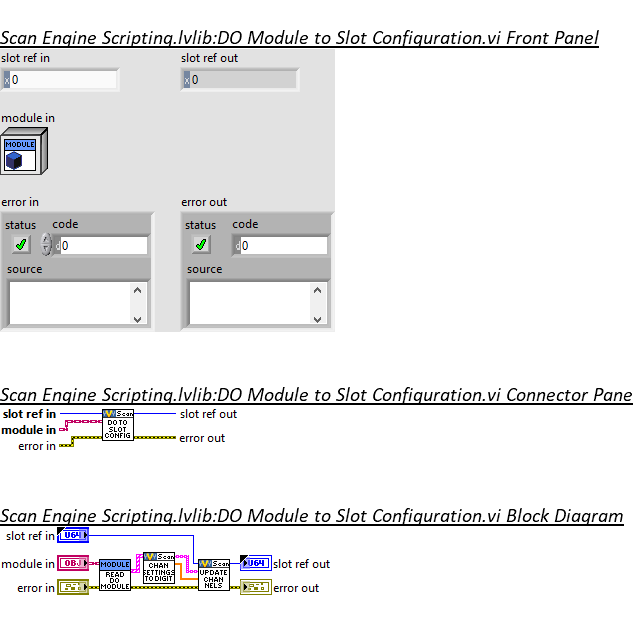 Scan Engine Scripting.lvlib:DO Module to Slot Configuration.vi Front Panel
slot ref in
slot ref out
x 0
x 0
module in
MODULE
error in
error out
status code
status code
d 0
d 0
source
source
Scan Engine Scripting.lvlib:DO Module to Slot Configuration.vi Connector Pane
slot ref in
module in
error in
Scan
DO TO
SLOT
CONFIG
slot ref out
error out
Scan Engine Scripting.lvlib:DO Module to Slot Configuration.vi Block Diagram
slot ref in
U64
module in
OBJ
error in
MODULE
READ
DO
MODULE
Scan
CHAN
SETTINGS
TO DIGIT
Scan
UPDATE
CHAN
NELS
U64
slot ref out
error out